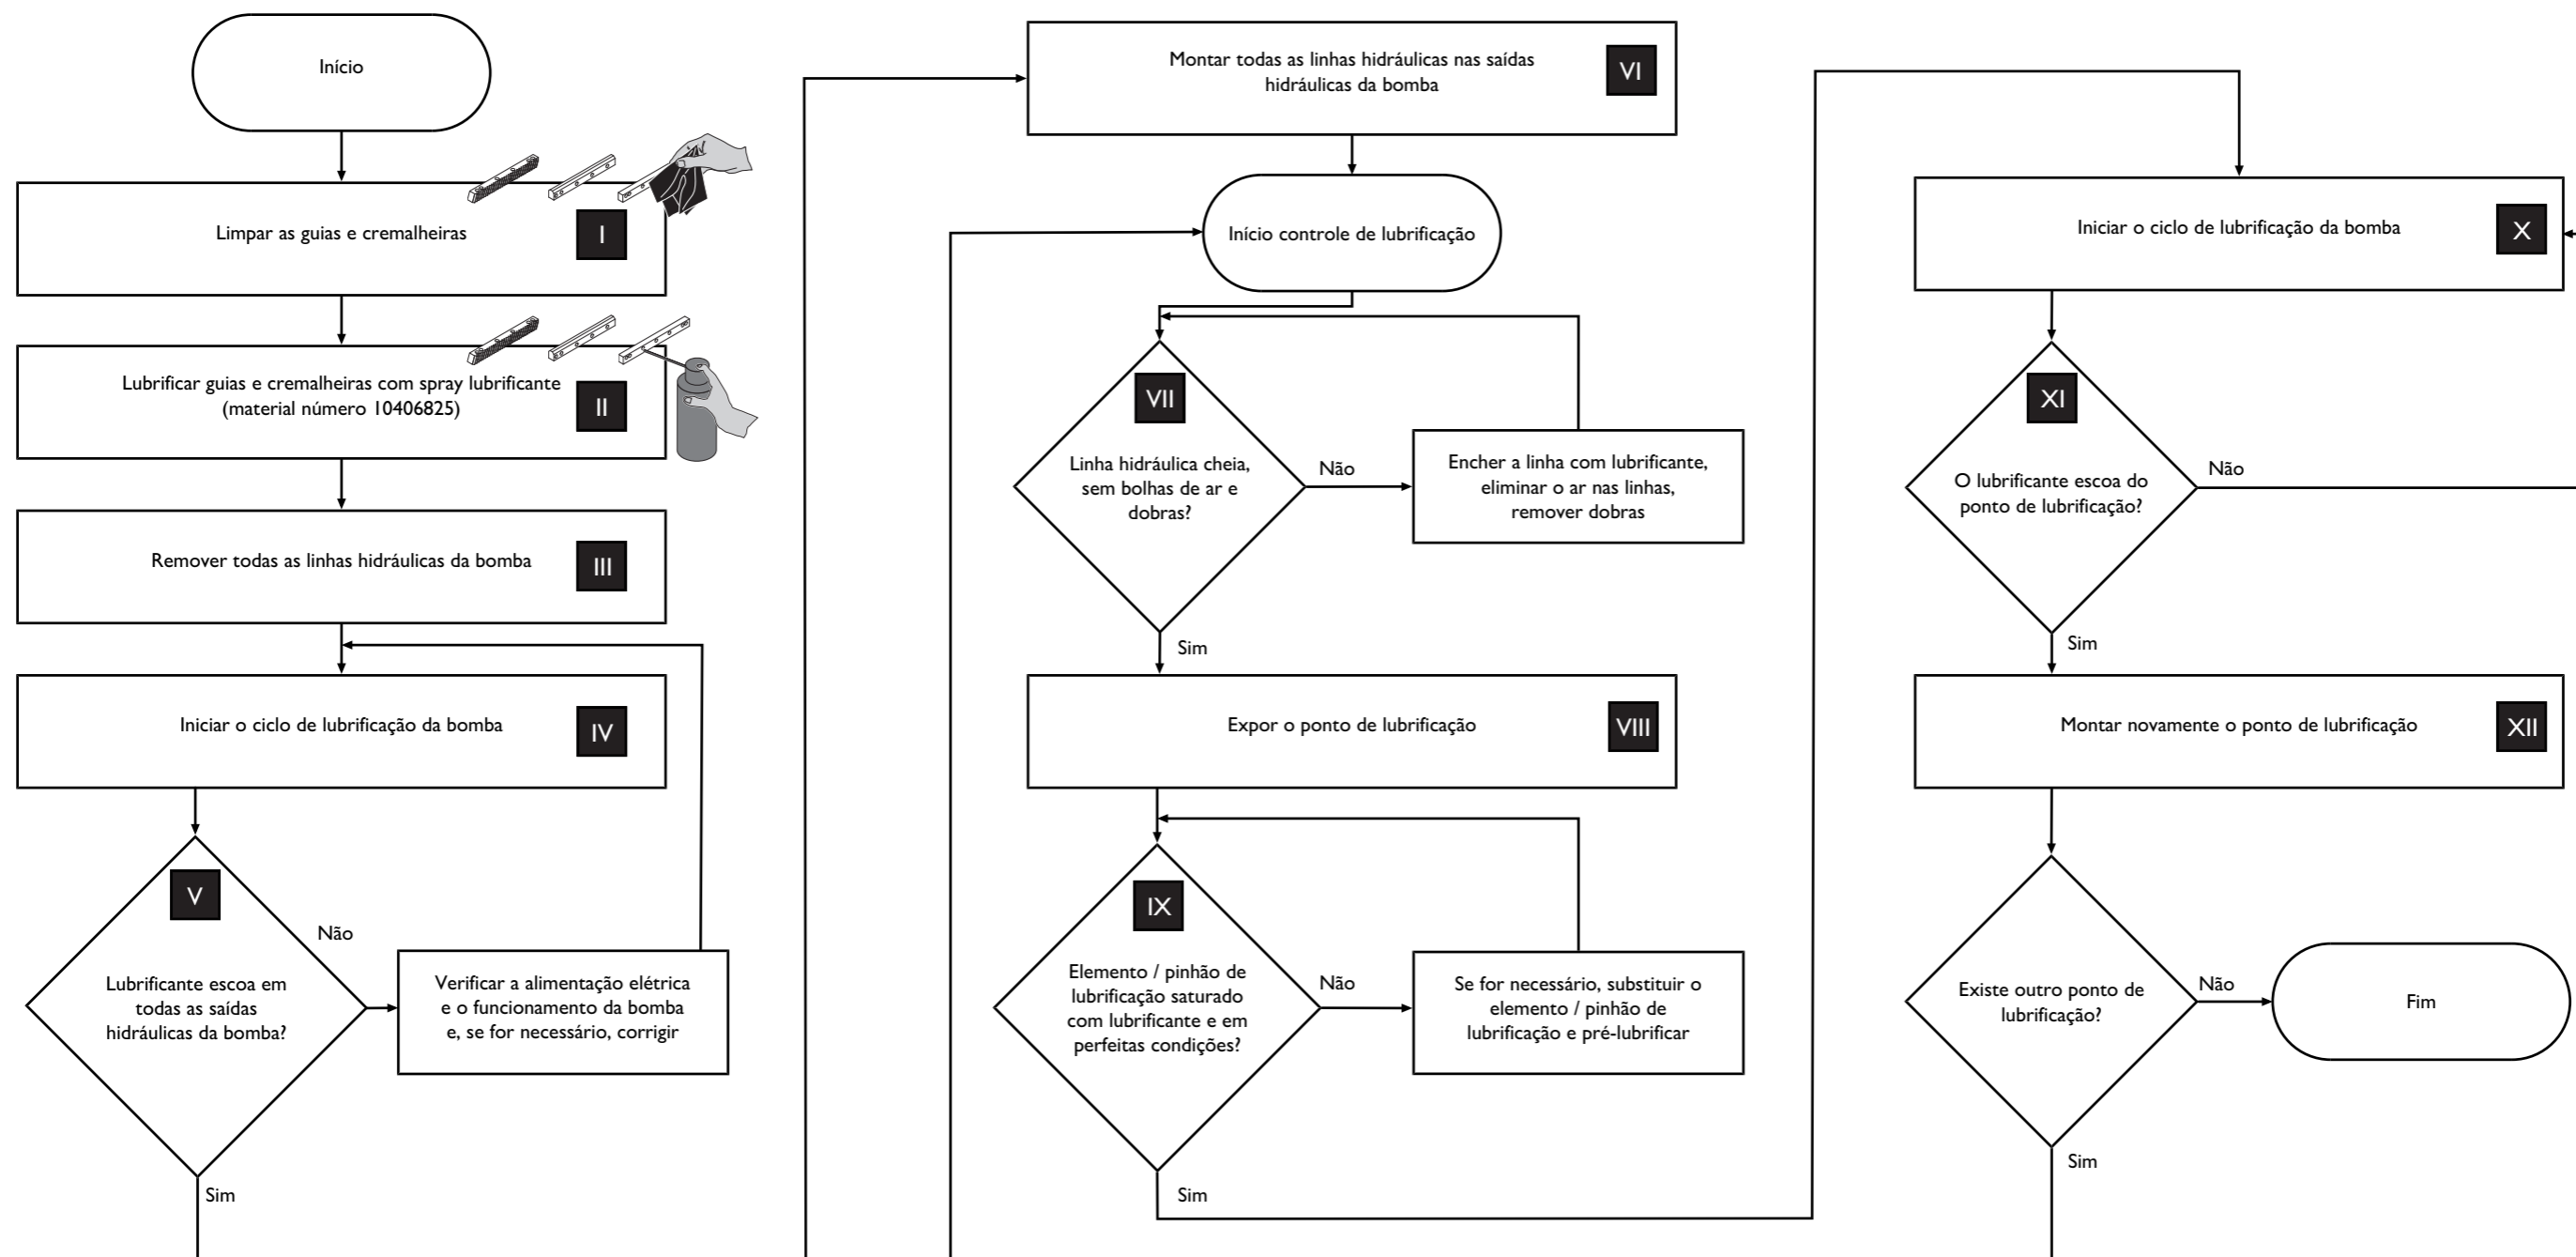 Início
Limpar as guias e cremalheiras
I
Lubrificar guias e cremalheiras com spray lubrificante
(material número 10406825)
II
Remover todas as linhas hidráulicas da bomba
III
Iniciar o ciclo de lubrificação da bomba
IV
V
Lubrificante escoa em
todas as saídas
hidráulicas da bomba?
Não
Verificar a alimentação elétrica
e o funcionamento da bomba
e, se for necessário, corrigir
Sim
Montar todas as linhas hidráulicas nas saídas
hidráulicas da bomba
VI
Início controle de lubrificação
VII
Linha hidráulica cheia,
sem bolhas de ar e
dobras?
Não
Encher a linha com lubrificante,
eliminar o ar nas linhas,
remover dobras
Sim
Expor o ponto de lubrificação
VIII
IX
Elemento / pinhão de
lubrificação saturado
com lubrificante e em
perfeitas condições?
Não
Se for necessário, substituir o
elemento / pinhão de
lubrificação e pré-lubrificar
Sim
Iniciar o ciclo de lubrificação da bomba
X
XI
O lubrificante escoa do
ponto de lubrificação?
Não
Sim
Montar novamente o ponto de lubrificação
XII
Existe outro ponto de
lubrificação?
Não
Fim
Sim